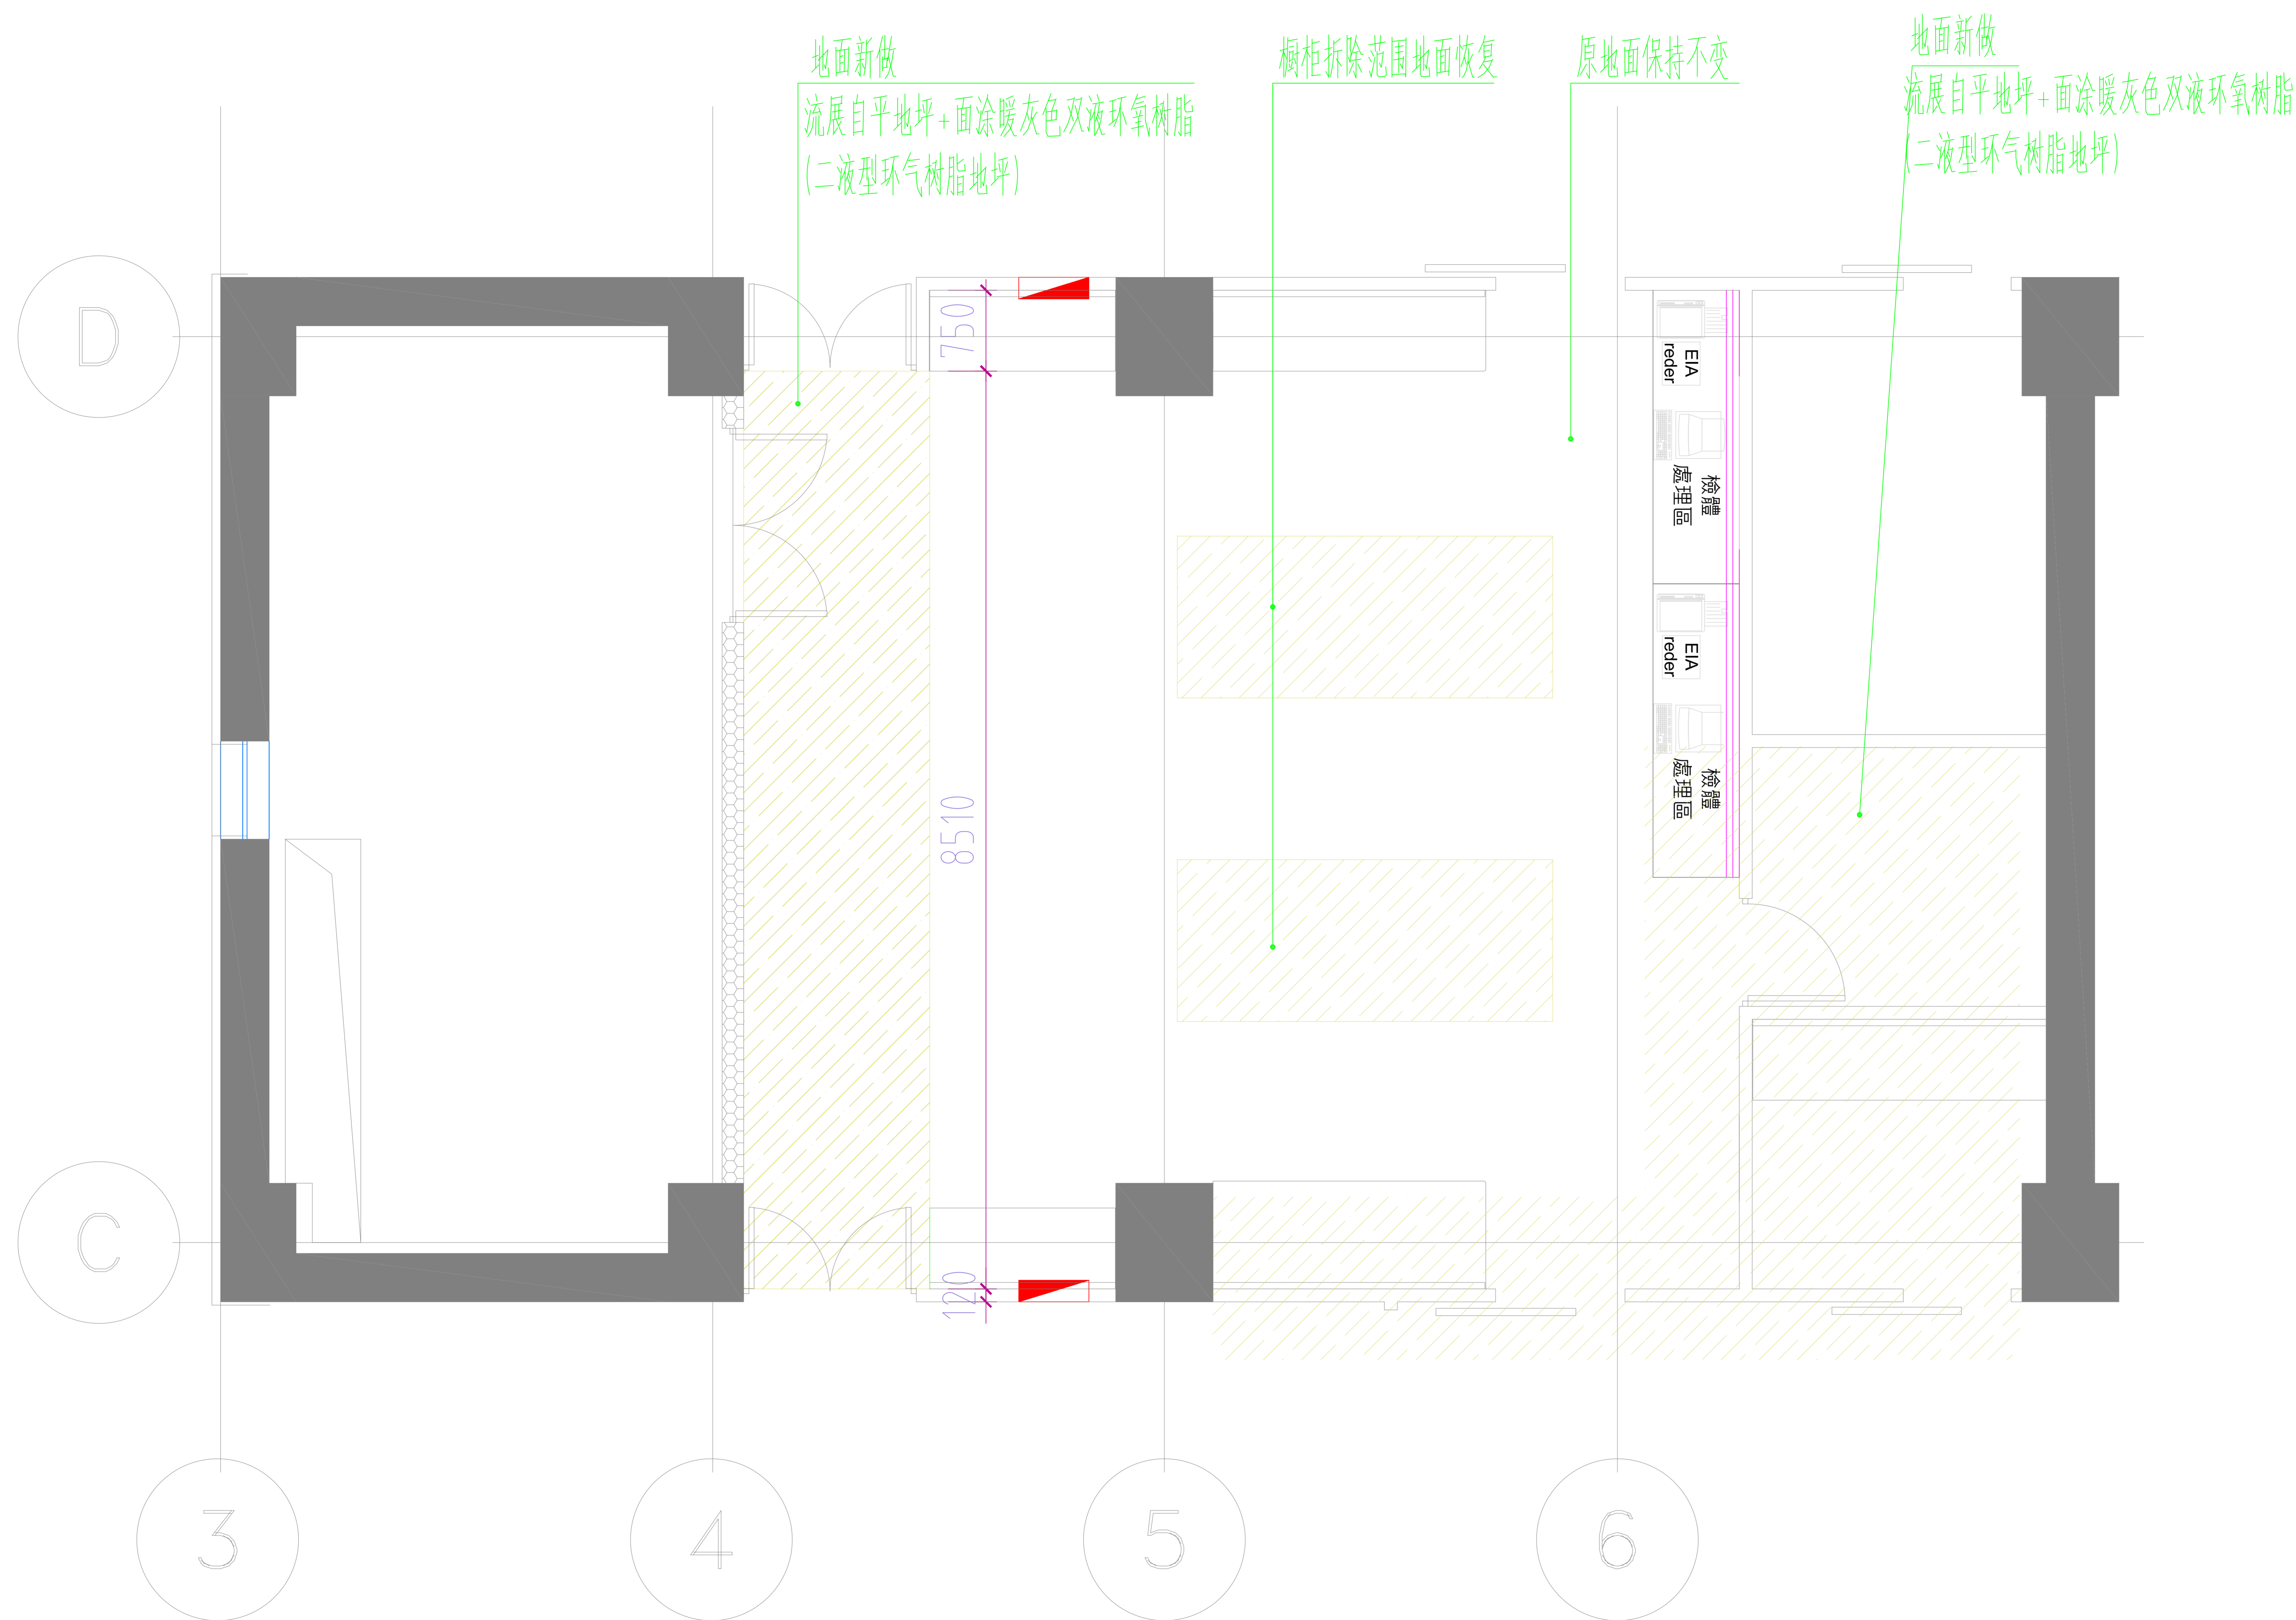 地面新做
流展自平地坪+面涂暖灰色双液环氧树脂
(二液型环气树脂地坪)
橱柜拆除范围地面恢复
原地面保持不变
地面新做
流展自平地坪+面涂暖灰色双液环氧树脂
(二液型环气树脂地坪)
D
750
EIA
reder
檢體
處理區
EIA
reder
檢體
處理區
8510
C
120
3
4
5
6